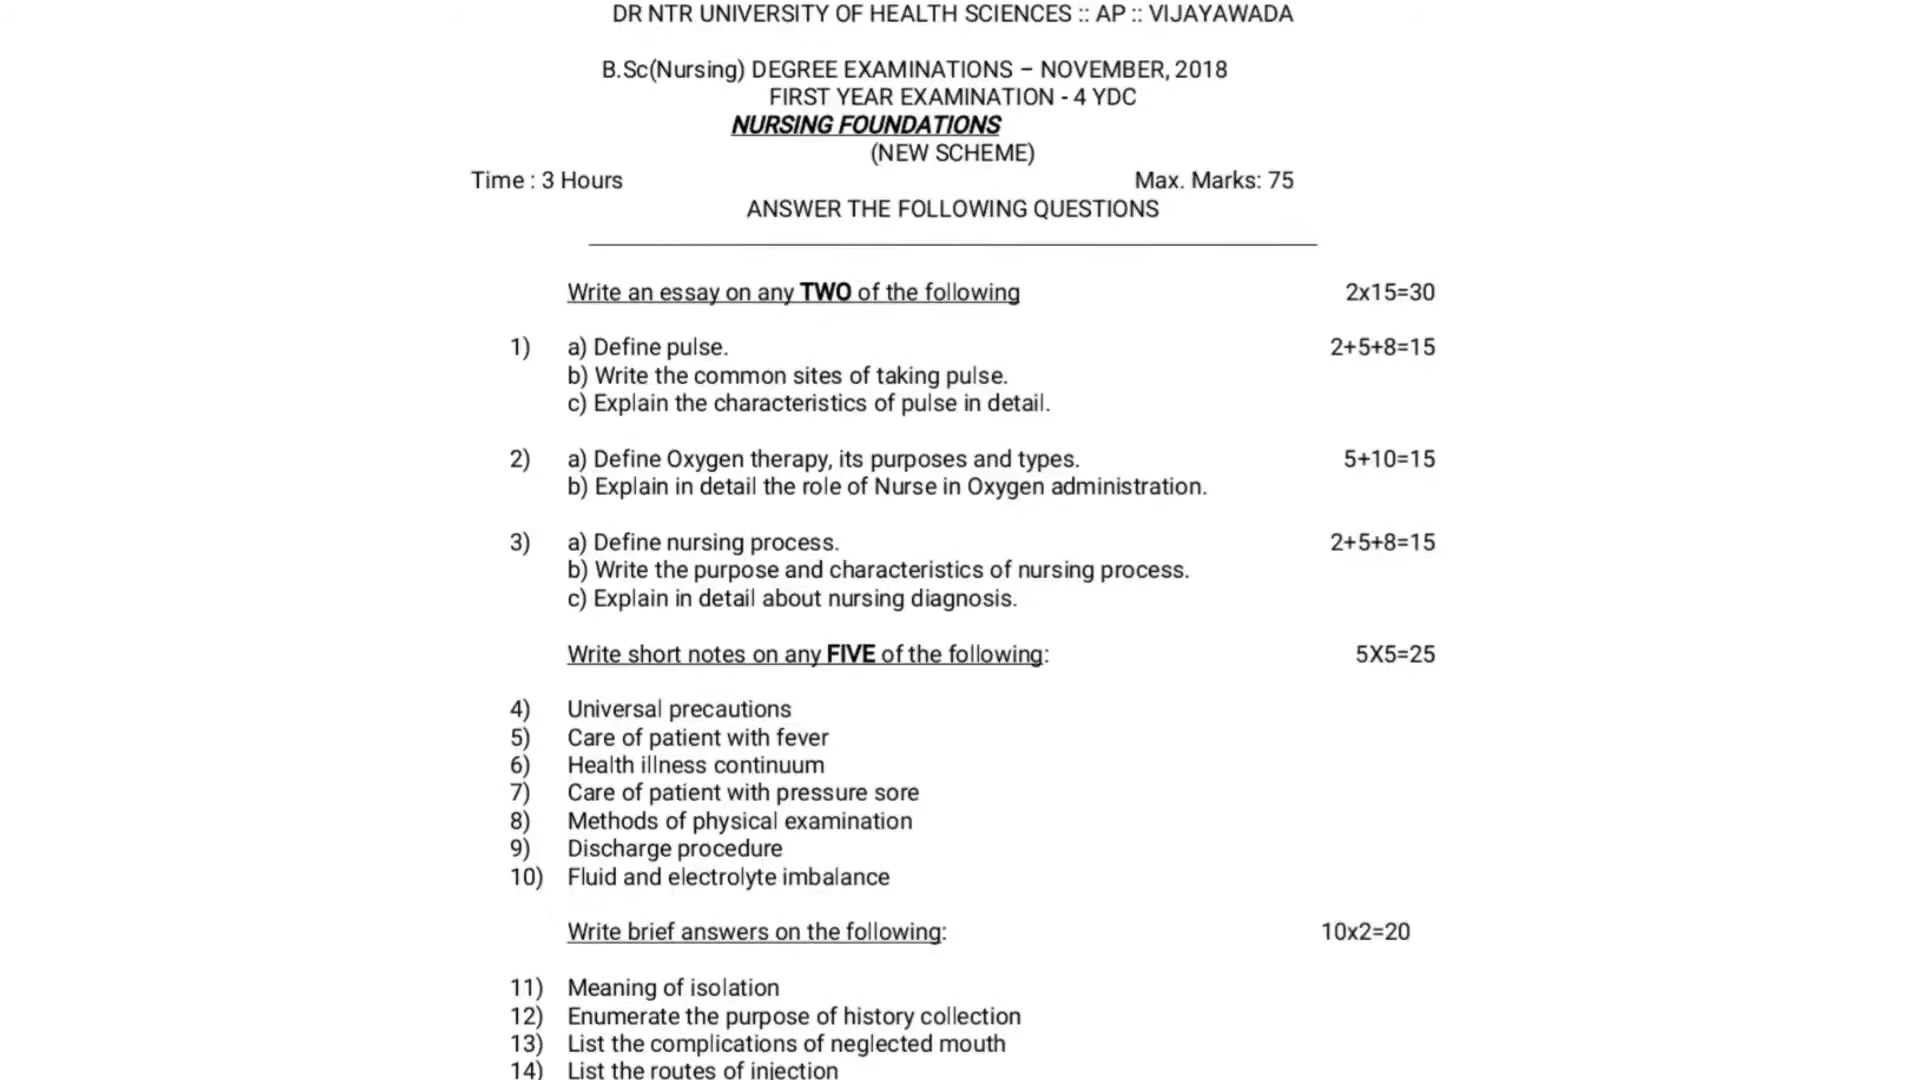 DR NTR UNIVERSITY OF HEALTH SCIENCES :: AP :: VIJAYAWADA
B.Sc(Nursing) DEGREE EXAMINATIONS – NOVEMBER, 2018
FIRST YEAR EXAMINATION - 4 YDC
NURSING FOUNDATIONS
(NEW SCHEME)
Time : 3 Hours Max. Marks: 75
ANSWER THE FOLLOWING QUESTIONS
Write an essay on any TWO of the following 2x15=30
1) a) Define pulse. 2+5+8=15
b) Write the common sites of taking pulse.
c) Explain the characteristics of pulse in detail.
2) a) Define Oxygen therapy, its purposes and types. 5+10=15
b) Explain in detail the role of Nurse in Oxygen administration.
3) a) Define nursing process. 2+5+8=15
b) Write the purpose and characteristics of nursing process.
c) Explain in detail about nursing diagnosis.
Write short notes on any FIVE of the following: 5X5=25
4) Universal precautions
5) Care of patient with fever
6) Health illness continuum
7) Care of patient with pressure sore
8) Methods of physical examination
9) Discharge procedure
10) Fluid and electrolyte imbalance
Write brief answers on the following: 10x2=20
11) Meaning of isolation
12) Enumerate the purpose of history collection
13) List the complications of neglected mouth
14) List the routes of injection